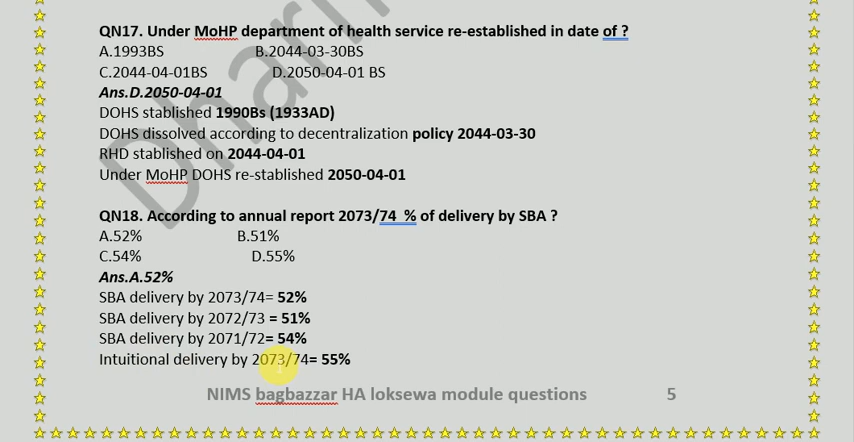 QN17. Under MoHP department of health service re-established in date of ?
A.1993BS B.2044-03-30BS
C.2044-04-01BS D.2050-04-01 BS
Ans.D.2050-04-01
DOHS stablished 1990Bs (1933AD)
DOHS dissolved according to decentralization policy 2044-03-30
RHD stablished on 2044-04-01
Under MoHP DOHS re-stablished 2050-04-01
QN18. According to annual report 2073/74 % of delivery by SBA ?
A.52% B.51%
C.54% D.55%
Ans.A.52%
SBA delivery by 2073/74= 52%
SBA delivery by 2072/73 = 51%
SBA delivery by 2071/72= 54%
Intuitional delivery by 2073/74= 55%
NIMS bagbazzar HA loksewa module questions 5